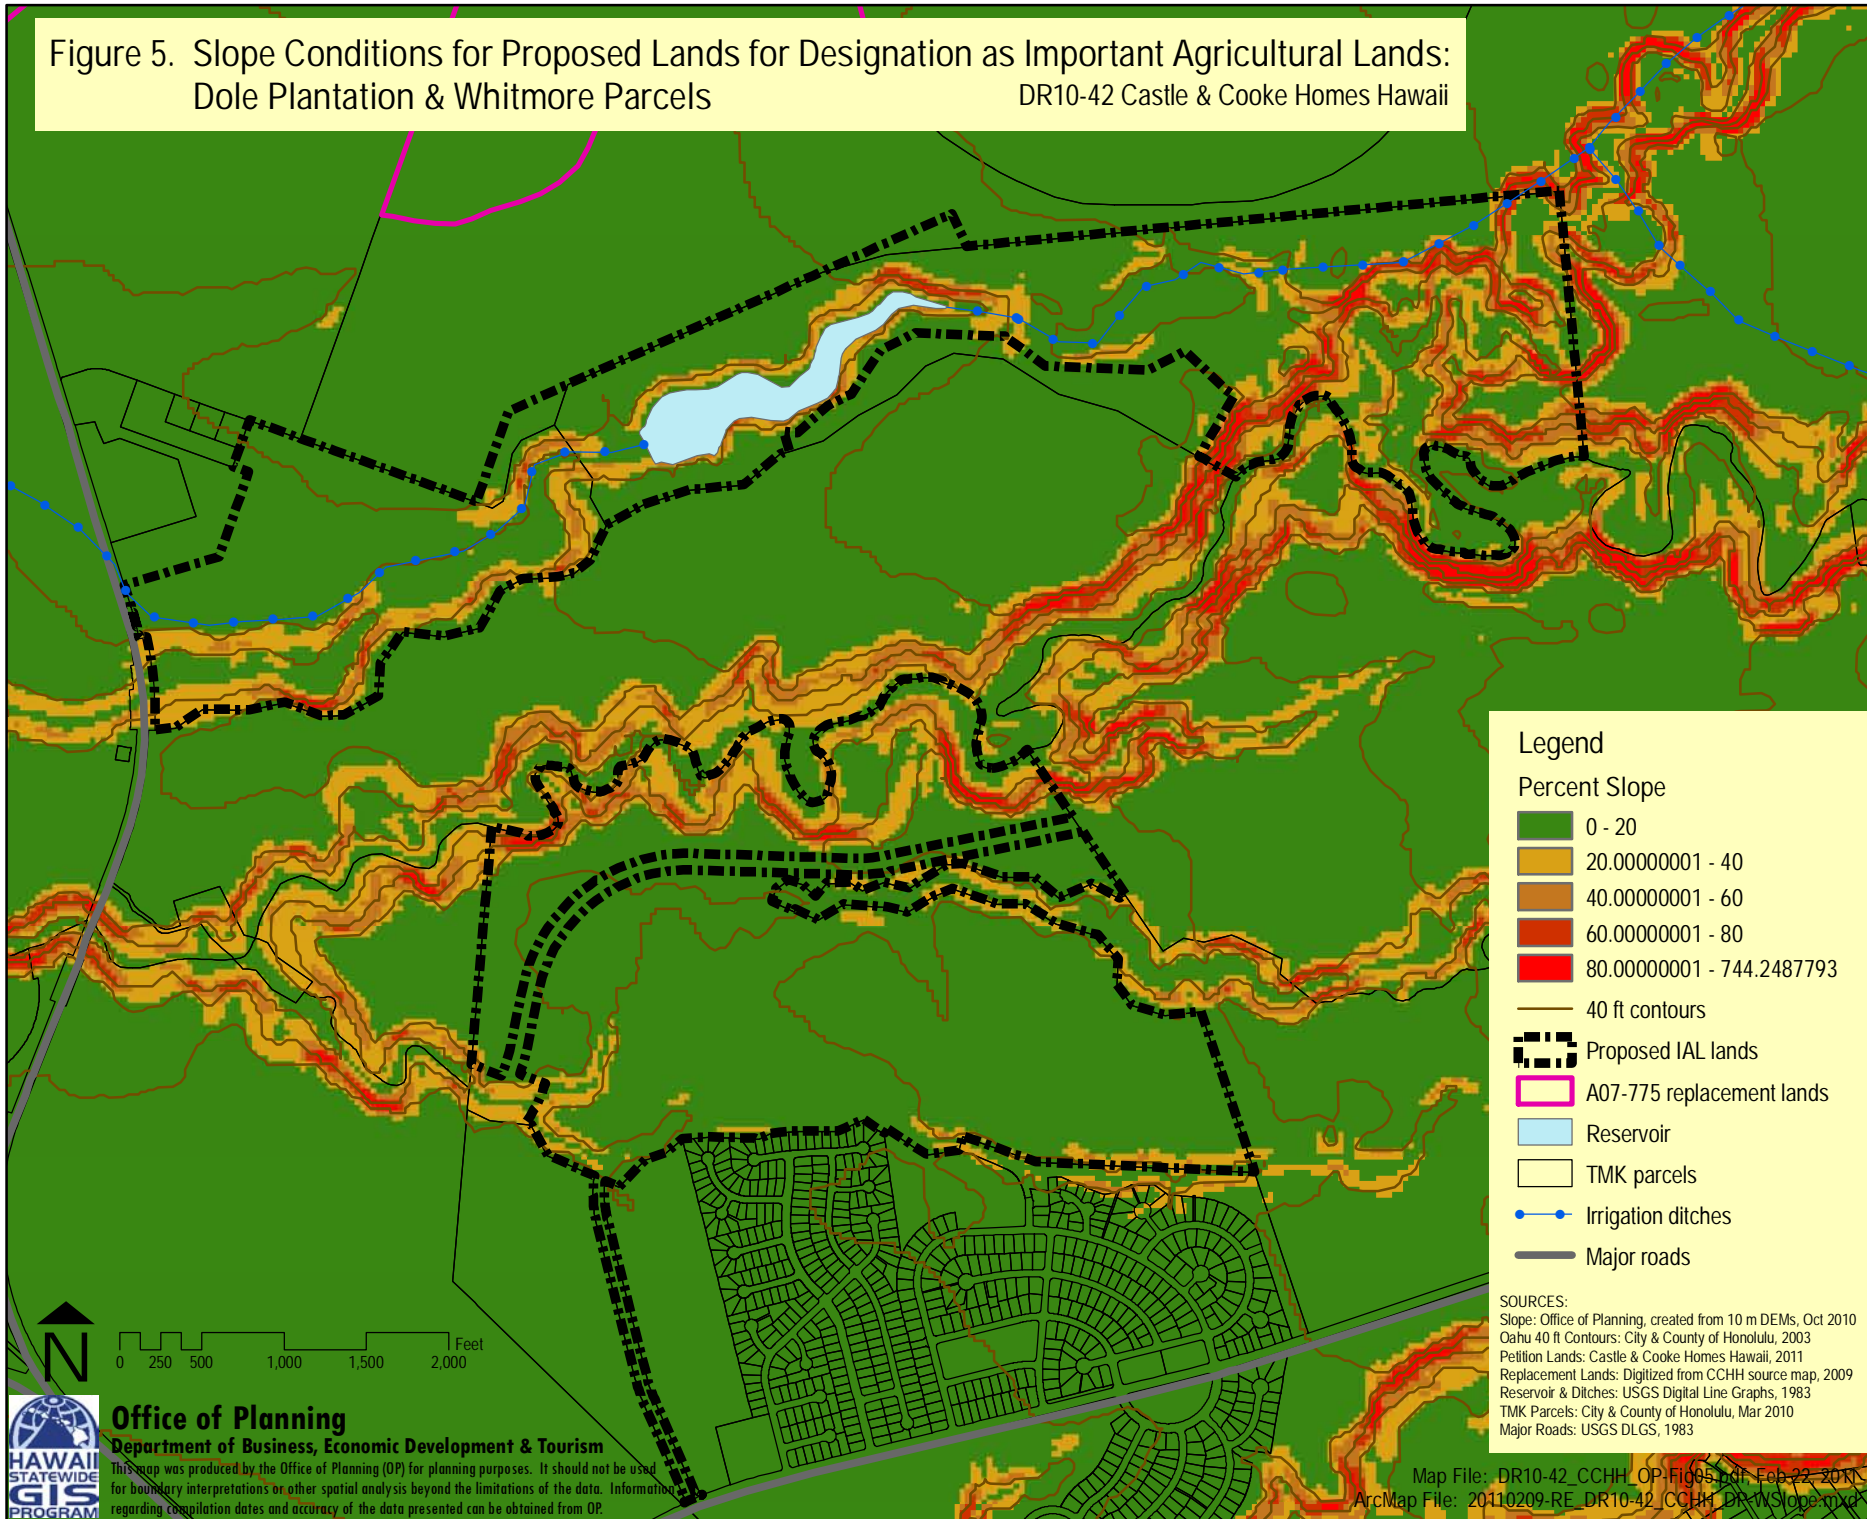 Figure 5. Slope Conditions for Proposed Lands for Designation as Important Agricultural Lands:
Dole Plantation & Whitmore Parcels
DR10-42 Castle & Cooke Homes Hawaii
Legend
Percent Slope
0 - 20
20.00000001 - 40
40.00000001 - 60
60.00000001 - 80
80.00000001 - 744.2487793
40 ft contours
Proposed IAL lands
A07-775 replacement lands
Reservoir
TMK parcels
Irrigation ditches
Major roads
SOURCES:
Slope: Office of Planning, created from 10 m DEMs, Oct 2010
Oahu 40 ft Contours: City & County of Honolulu, 2003
Petition Lands: Castle & Cooke Homes Hawaii, 2011
Replacement Lands: Digitized from CCHH source map, 2009
Reservoir & Ditches: USGS Digital Line Graphs, 1983
TMK Parcels: City & County of Honolulu, Mar 2010
Major Roads: USGS DLGS, 1983
N
Feet
0 250 500 1,000 1,500 2,000
HAWAII
STATEWIDE
GIS
PROGRAM
Office of Planning
Department of Business, Economic Development & Tourism
This map was produced by the Office of Planning (OP) for planning purposes. It should not be used
for boundary interpretations or other spatial analysis beyond the limitations of the data. Information
regarding compilation dates and accuracy of the data presented can be obtained from OP.
Map File: DR10-42_CCHH_OP-Fig05.pdf, Feb 22, 2011
ArcMap File: 20110209-RE_DR10-42_CCHH_DP-WSlope.mxd